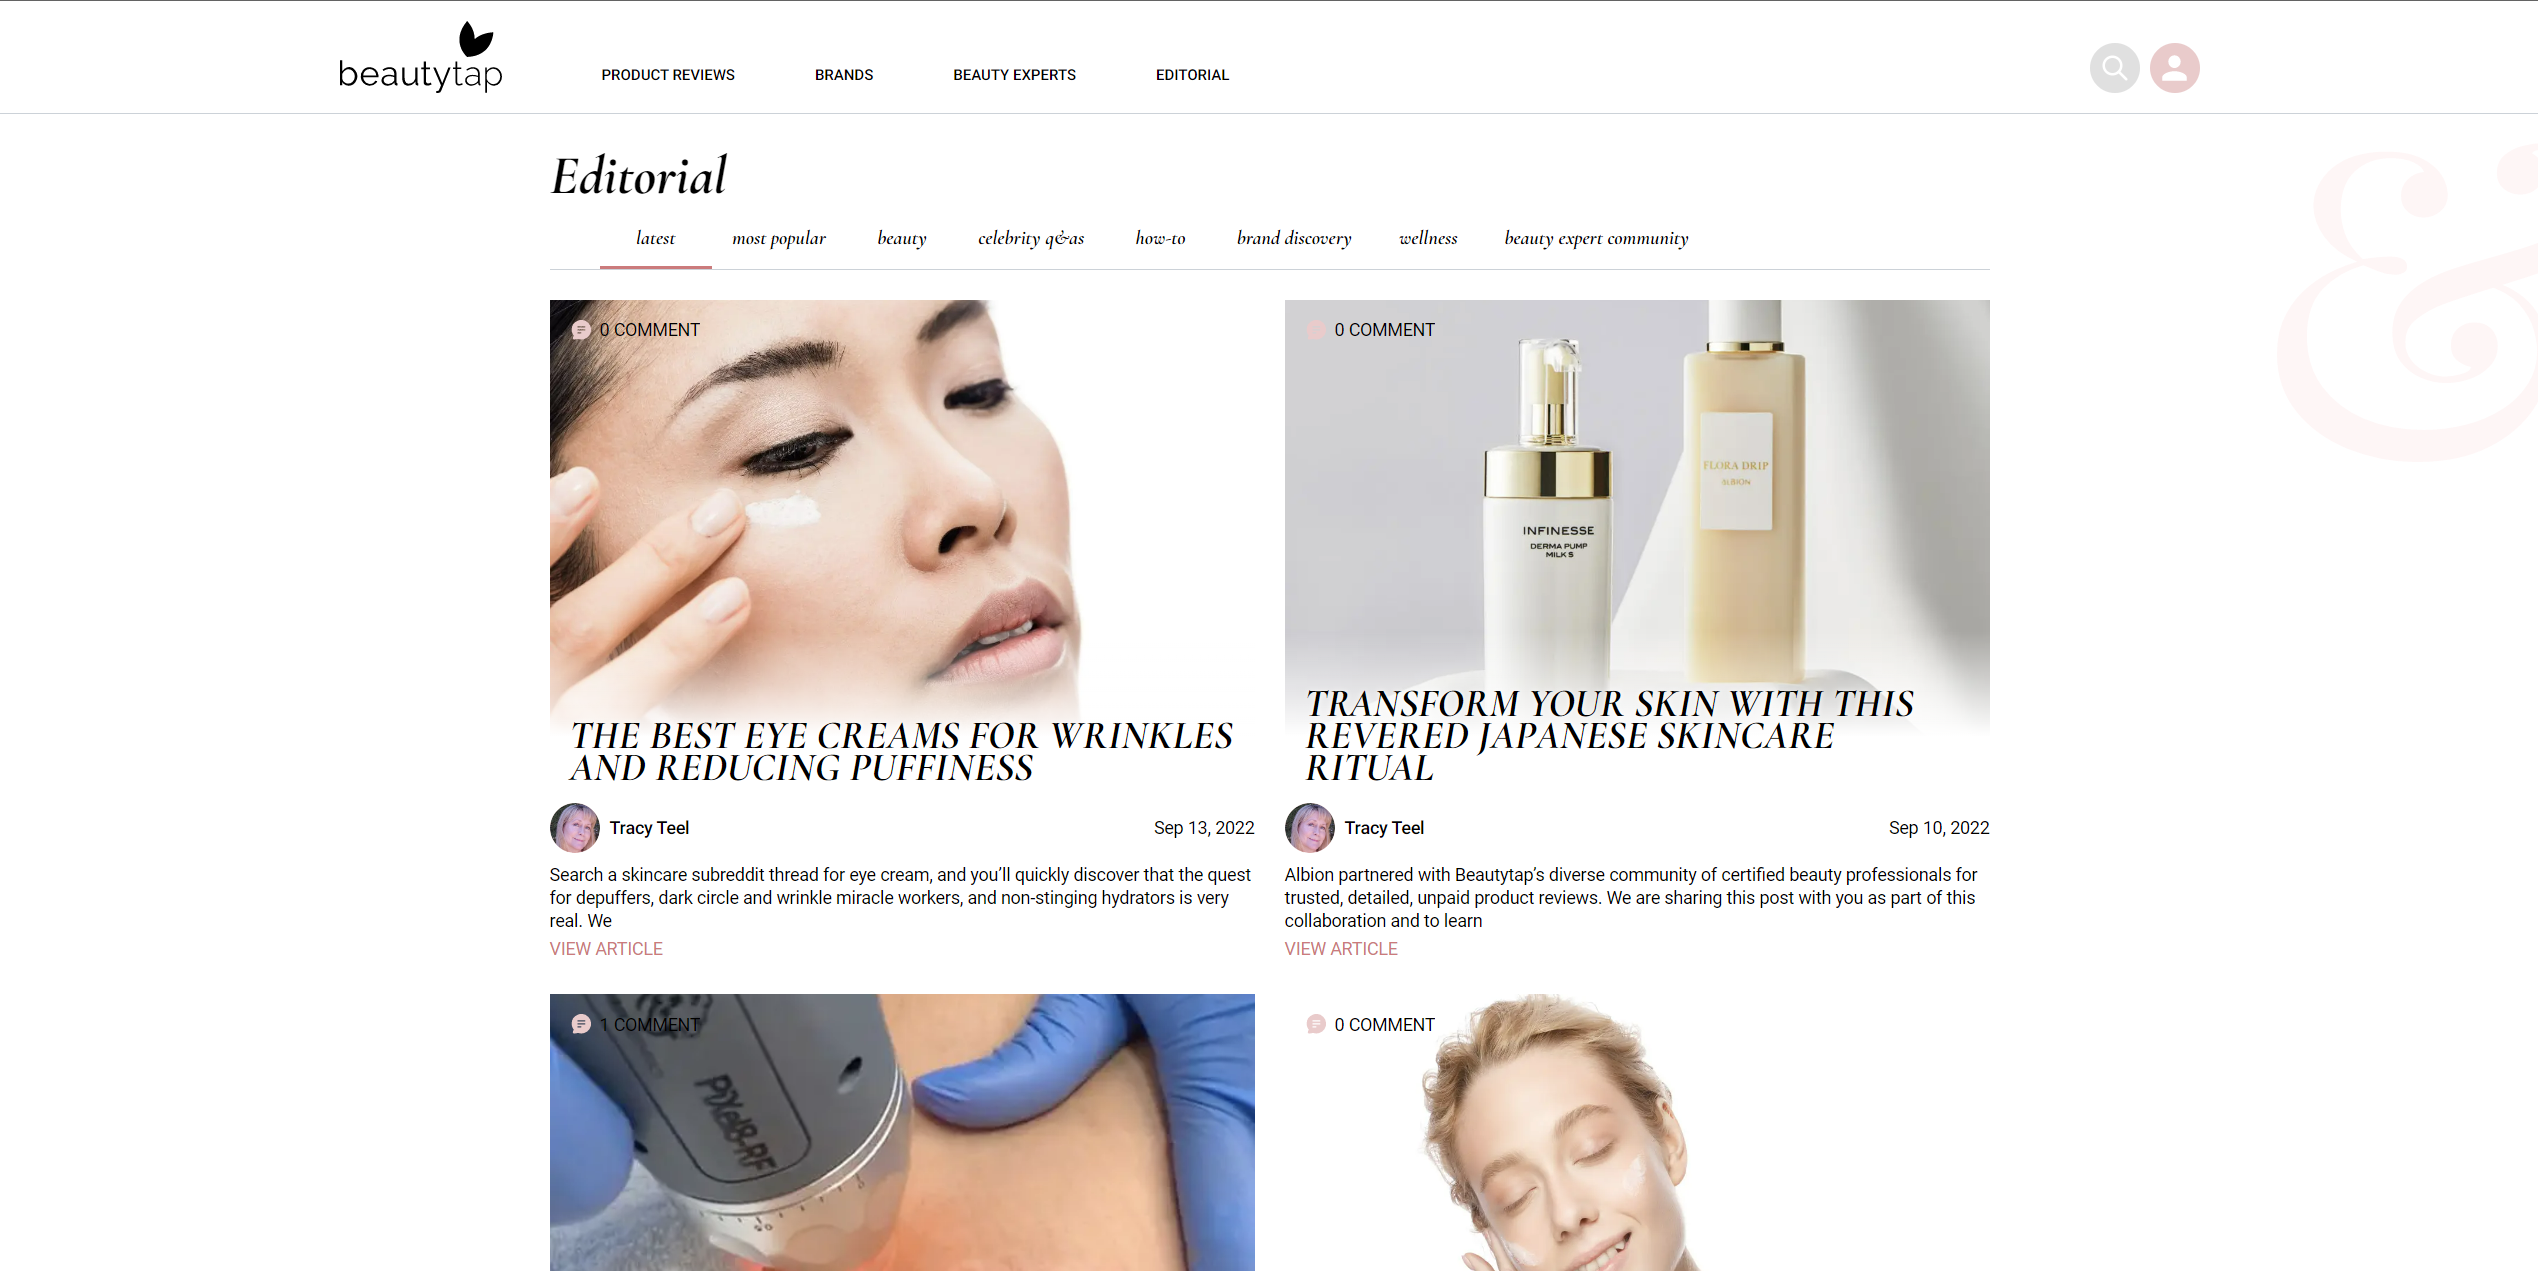 beautytap
PRODUCT REVIEWS
BRANDS
BEAUTY EXPERTS
EDITORIAL
&
Editorial
latest
most popular
beauty
celebrity q&as
how-to
brand discovery
wellness
beauty expert community
0 COMMENT
THE BEST EYE CREAMS FOR WRINKLES
AND REDUCING PUFFINESS
Tracy Teel
Sep 13, 2022
Search a skincare subreddit thread for eye cream, and you’ll quickly discover that the quest
for depuffers, dark circle and wrinkle miracle workers, and non-stinging hydrators is very
real. We
VIEW ARTICLE
0 COMMENT
FLORA DRIP
ALBION
INFINESSE
DERMA PUMP
MILK S
TRANSFORM YOUR SKIN WITH THIS
REVERED JAPANESE SKINCARE
RITUAL
Tracy Teel
Sep 10, 2022
Albion partnered with Beautytap’s diverse community of certified beauty professionals for
trusted, detailed, unpaid product reviews. We are sharing this post with you as part of this
collaboration and to learn
VIEW ARTICLE
1 COMMENT
PiXel8-RF
0 COMMENT